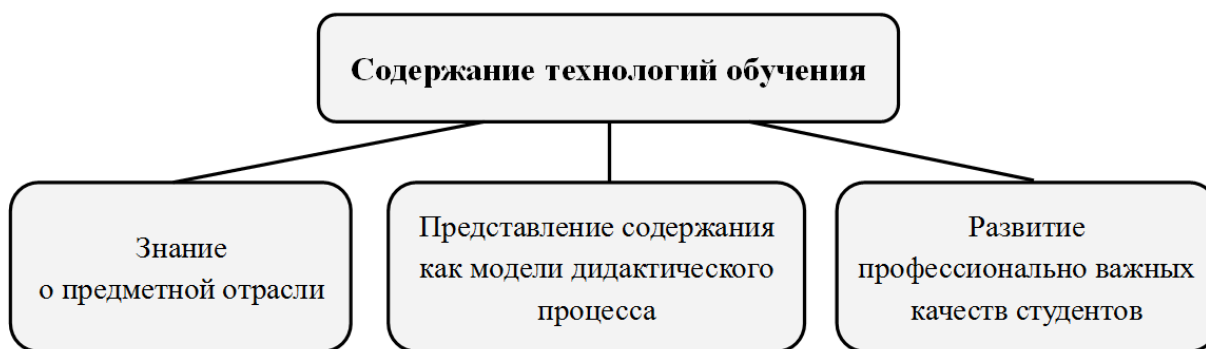 Содержание технологий обучения
Знание
о предметной отрасли
Представление содержания
как модели дидактического
процесса
Развитие
профессионально важных
качеств студентов